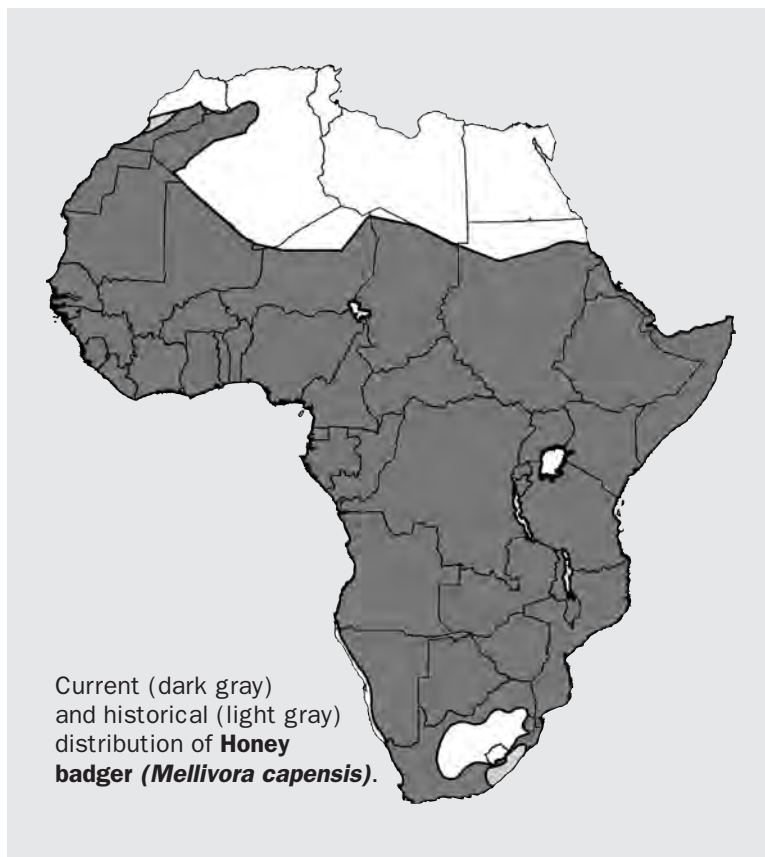 Current (dark gray)
and historical (light gray)
distribution of Honey
badger (Mellivora capensis).